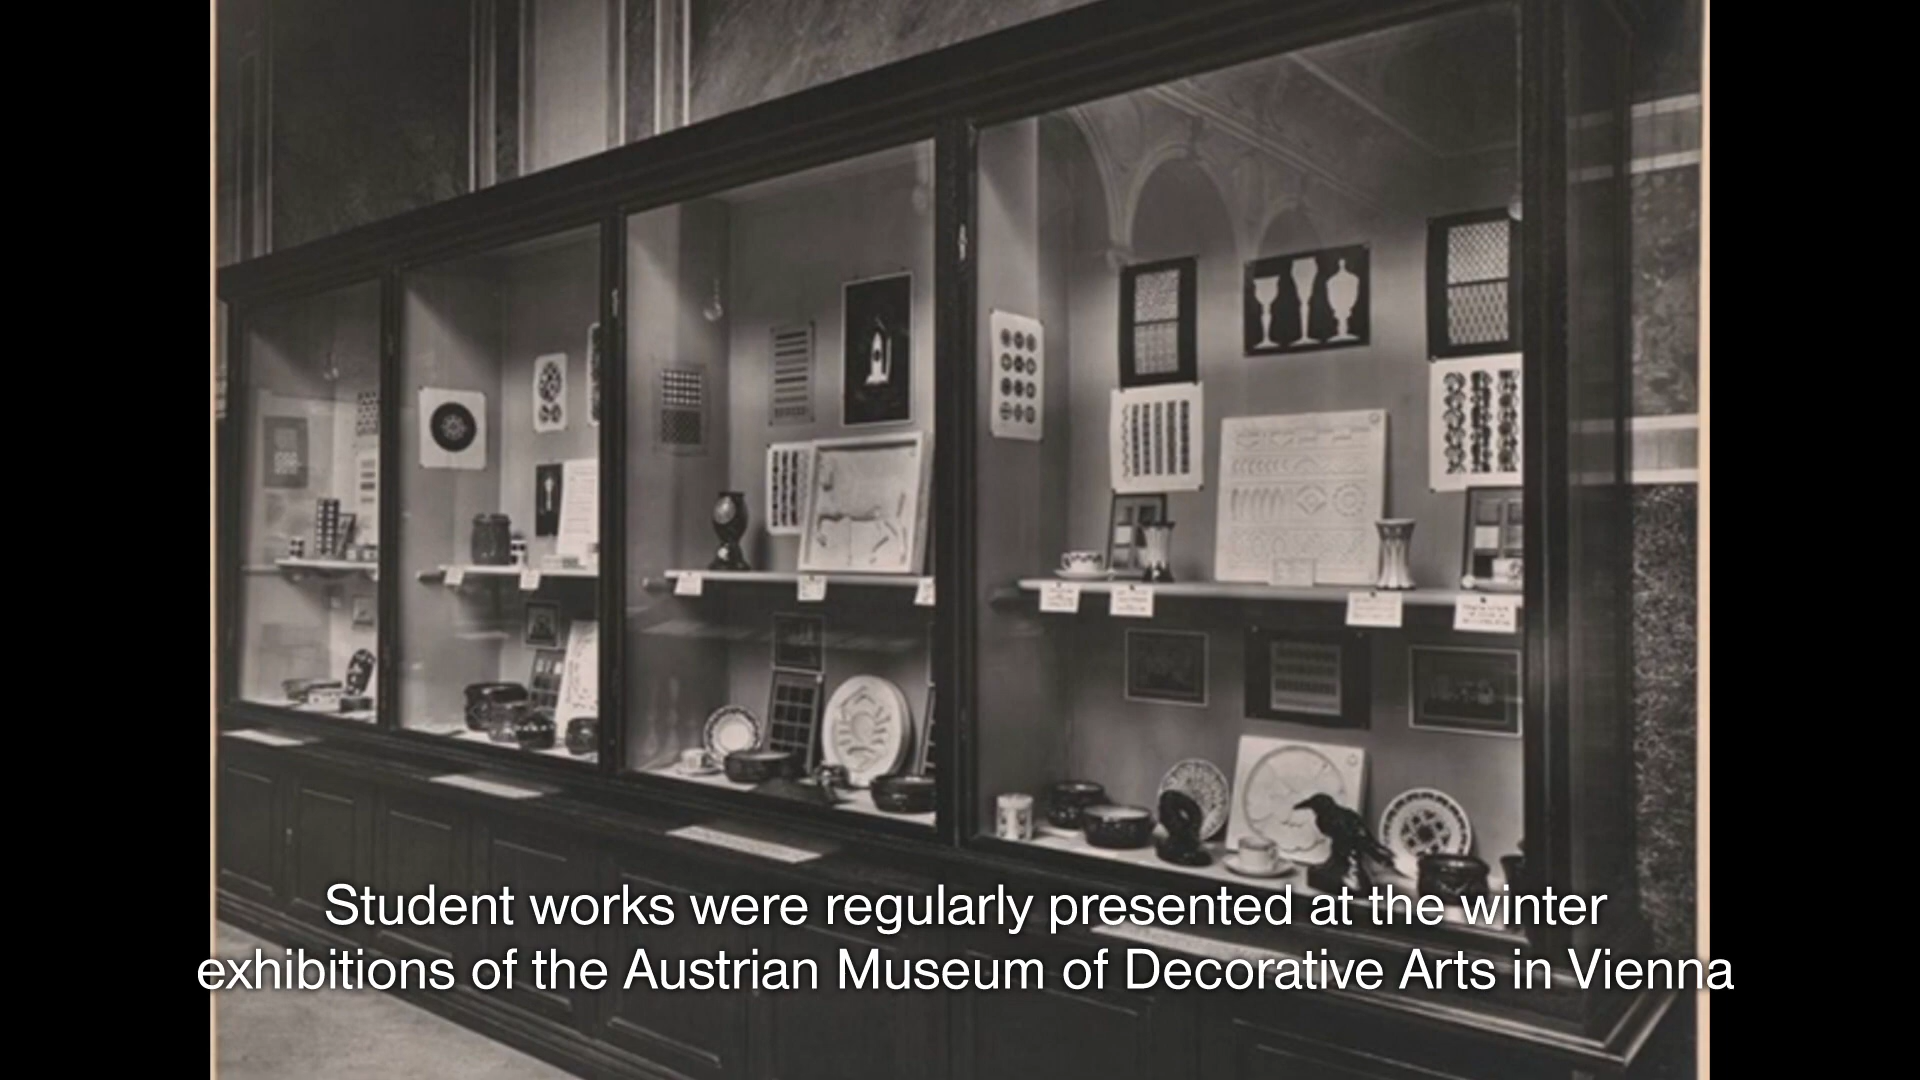 Student works were regularly presented at the winter
exhibitions of the Austrian Museum of Decorative Arts in Vienna